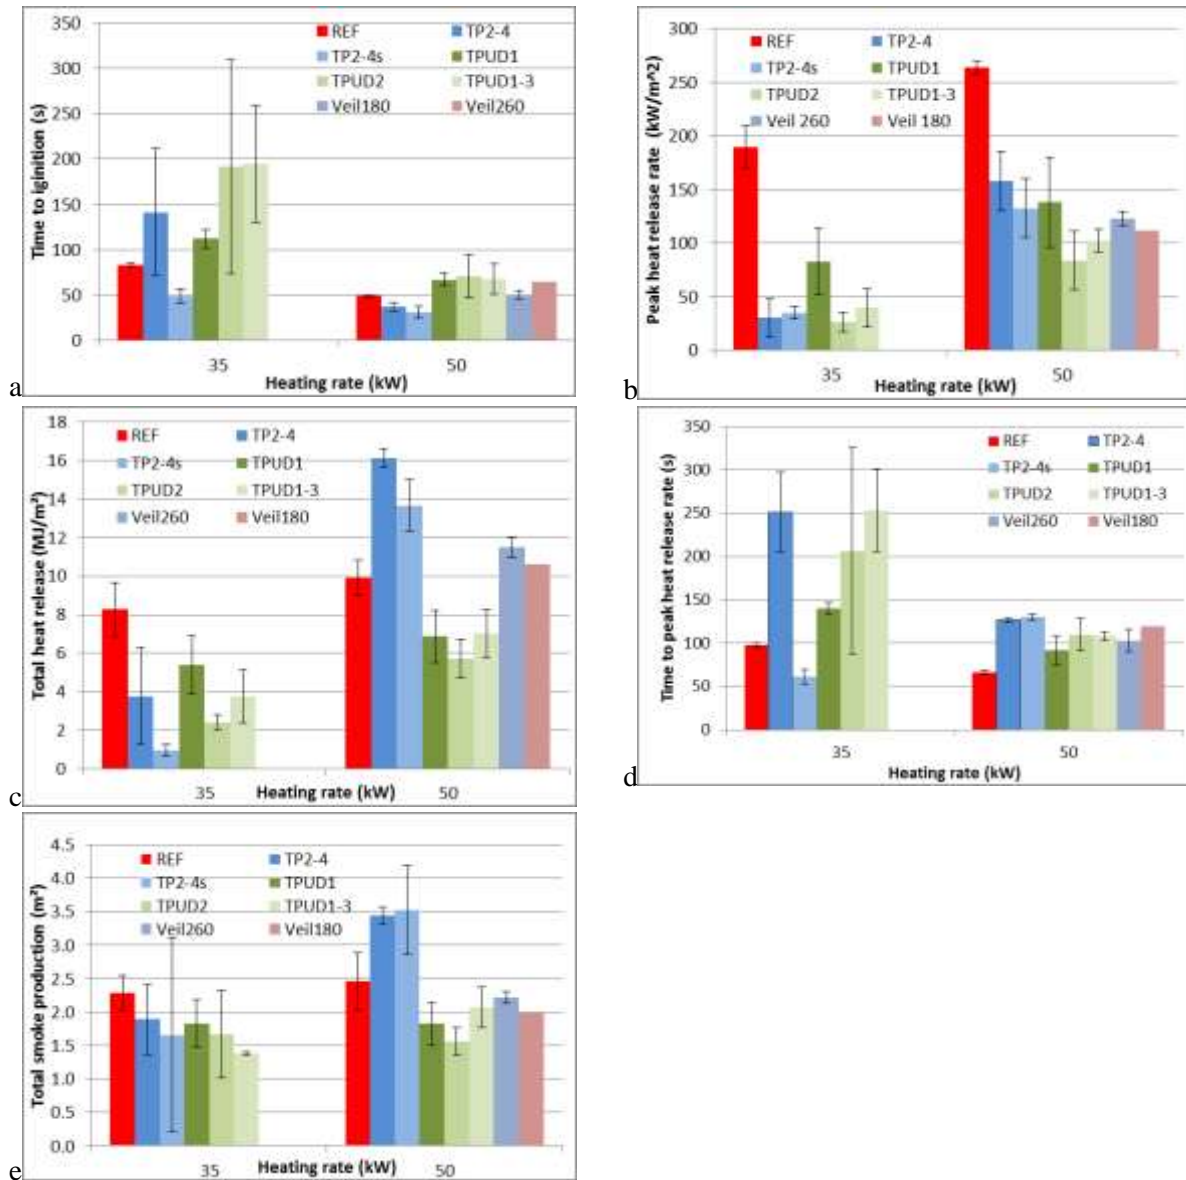 a
Time to iginition (s)
350
300
250
200
150
100
50
0
REF TP2-4
TP2-4s TPUD1
TPUD2 TPUD1-3
Veil180 Veil260
35 50
Heating rate (kW)
b
Peak heat release rate (kW/m^2)
300
250
200
150
100
50
0
REF TP2-4
TP2-4s TPUD1
TPUD2 TPUD1-3
Veil 260 Veil 180
35 50
Heating rate (kW)
c
Total heat release (MJ/m²)
18
16
14
12
10
8
6
4
2
0
REF TP2-4
TP2-4s TPUD1
TPUD2 TPUD1-3
Veil260 Veil180
35 Heating rate (kW) 50
d
Time to peak heat release rate (s)
350
300
250
200
150
100
50
0
REF TP2-4
TP2-4s TPUD1
TPUD2 TPUD1-3
Veil260 Veil180
35 50
Heating rate (kW)
e
Total smoke production (m²)
4.5
4.0
3.5
3.0
2.5
2.0
1.5
1.0
0.5
0.0
REF TP2-4
TP2-4s TPUD1
TPUD2 TPUD1-3
Veil260 Veil180
35 Heating rate (kW) 50